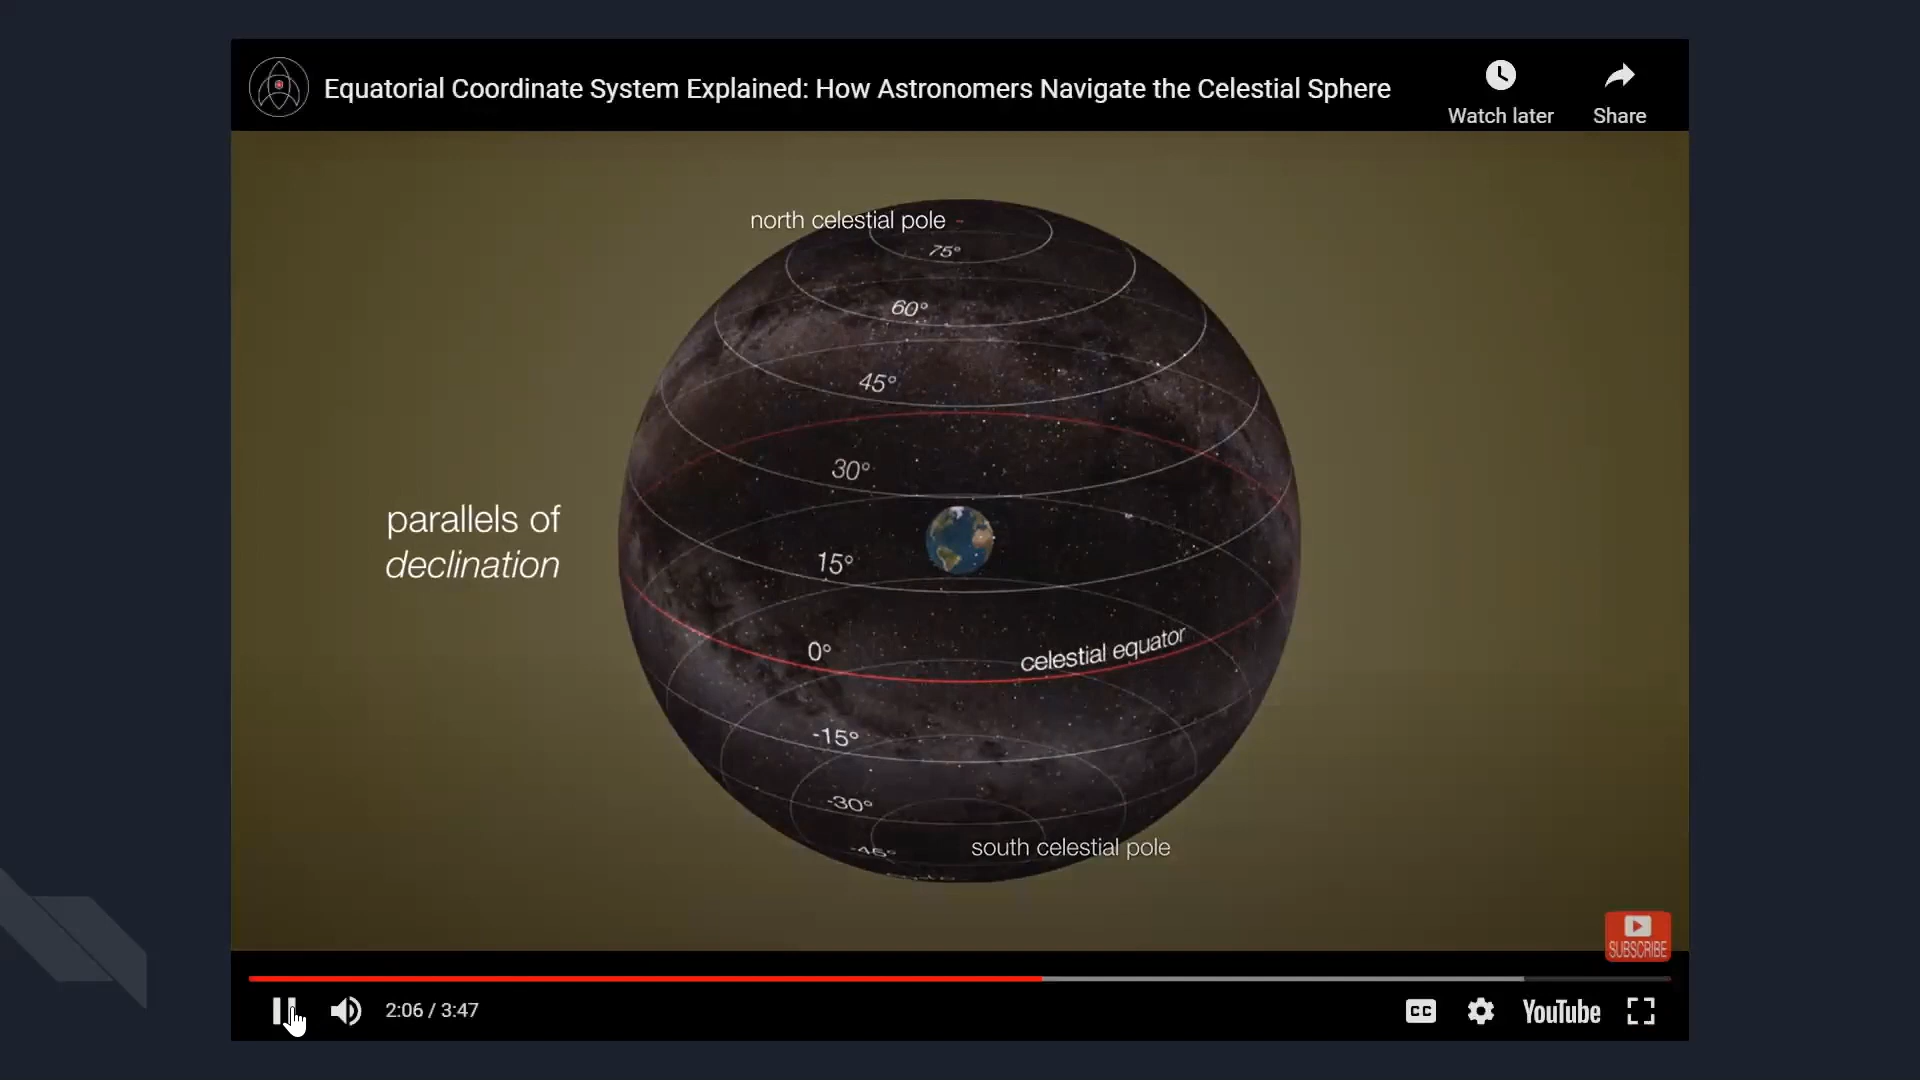 Equatorial Coordinate System Explained: How Astronomers Navigate the Celestial Sphere
Watch later
Share
north celestial pole
75°
60°
45°
30°
parallels of
declination
15°
0°
celestial equator
-15°
-30°
-45°
south celestial pole
SUBSCRIBE
2:06 / 3:47
CC
YouTube